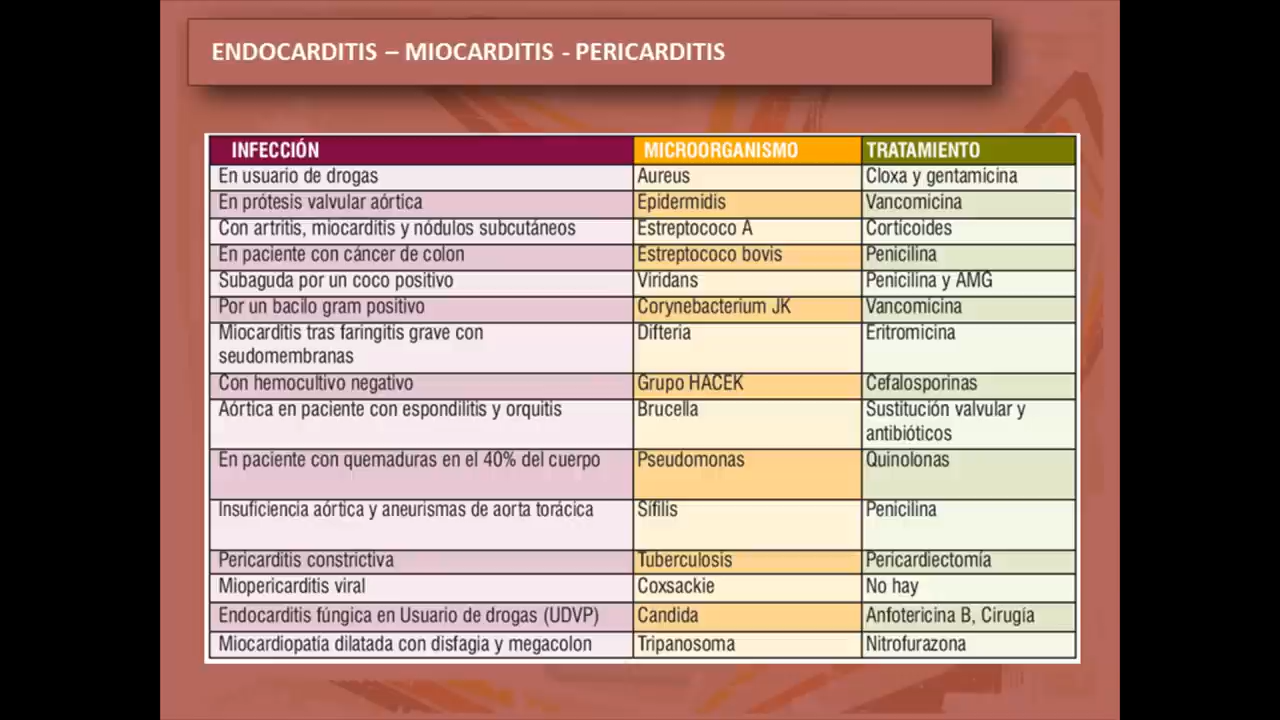 ENDOCARDITIS – MIOCARDITIS - PERICARDITIS
INFECCIÓN MICROORGANISMO TRATAMIENTO
En usuario de drogas Aureus Cloxa y gentamicina
En prótesis valvular aórtica Epidermidis Vancomicina
Con artritis, miocarditis y nódulos subcutáneos Estreptococo A Corticoides
En paciente con cáncer de colon Estreptococo bovis Penicilina
Subaguda por un coco positivo Viridans Penicilina y AMG
Por un bacilo gram positivo Corynebacterium JK Vancomicina
Miocarditis tras faringitis grave con Difteria Eritromicina
seudomembranas
Con hemocultivo negativo Grupo HACEK Cefalosporinas
Aórtica en paciente con espondilitis y orquitis Brucella Sustitución valvular y
antibióticos
En paciente con quemaduras en el 40% del cuerpo Pseudomonas Quinolonas
Insuficiencia aórtica y aneurismas de aorta torácica Sífilis Penicilina
Pericarditis constrictiva Tuberculosis Pericardiectomía
Miopericarditis viral Coxsackie No hay
Endocarditis fúngica en Usuario de drogas (UDVP) Candida Anfotericina B, Cirugía
Miocardiopatía dilatada con disfagia y megacolon Tripanosoma Nitrofurazona